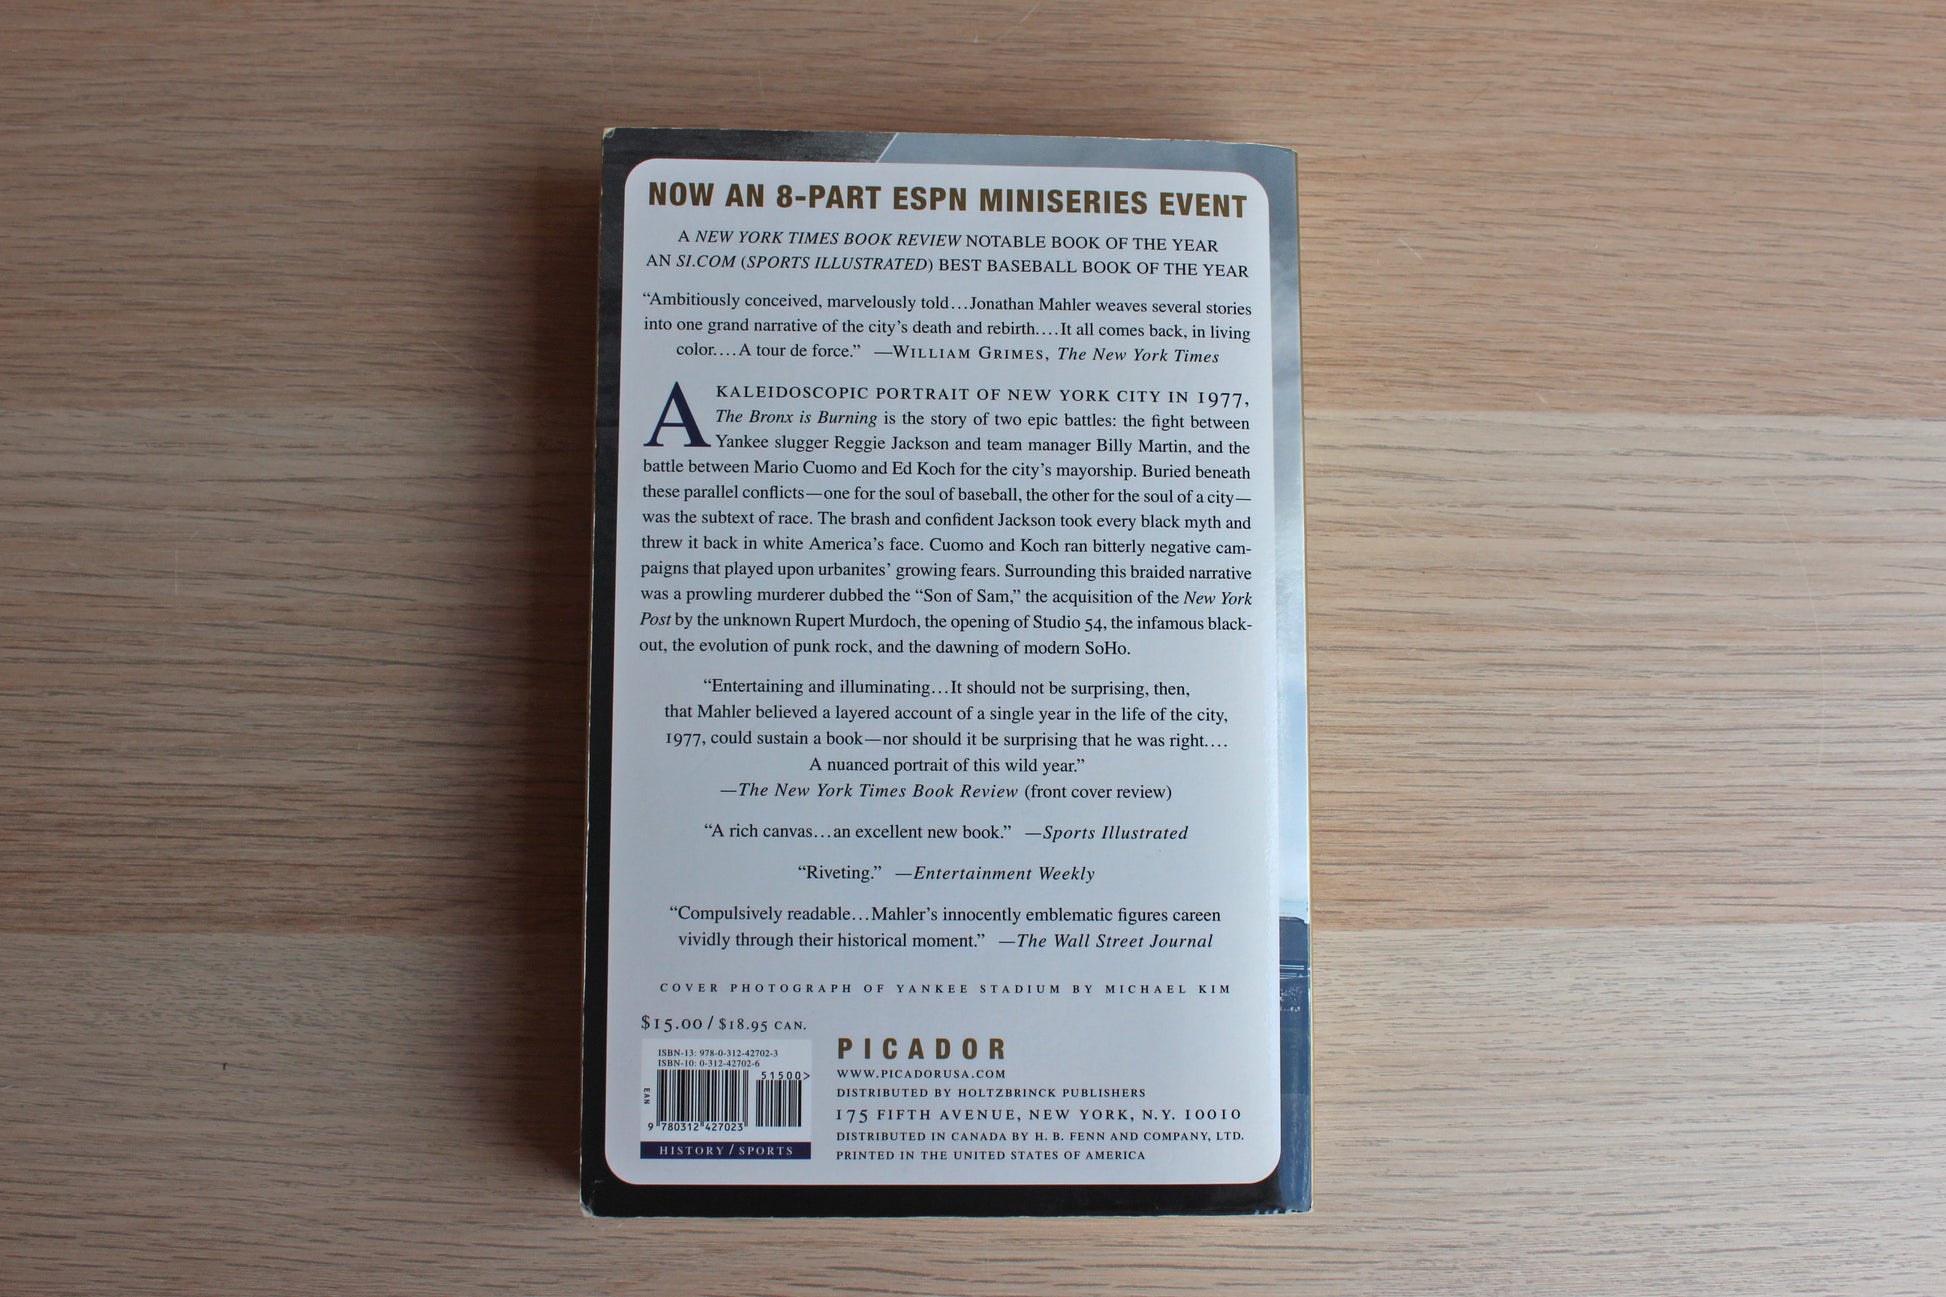 NOW AN 8-PART ESPN MINISERIES EVENT
A NEW YORK TIMES BOOK REVIEW NOTABLE BOOK OF THE YEAR
AN SI.COM (SPORTS ILLUSTRATED) BEST BASEBALL BOOK OF THE YEAR
“Ambitiously conceived, marvelously told…Jonathan Mahler weaves several stories
into one grand narrative of the city’s death and rebirth.…It all comes back, in living
color.…A tour de force.” —WILLIAM GRIMES, The New York Times
A KALEIDOSCOPIC PORTRAIT OF NEW YORK CITY IN 1977,
The Bronx is Burning is the story of two epic battles: the fight between
Yankee slugger Reggie Jackson and team manager Billy Martin, and the
battle between Mario Cuomo and Ed Koch for the city’s mayorship. Buried beneath
these parallel conflicts—one for the soul of baseball, the other for the soul of a city—
was the subtext of race. The brash and confident Jackson took every black myth and
threw it back in white America’s face. Cuomo and Koch ran bitterly negative cam-
paigns that played upon urbanites’ growing fears. Surrounding this braided narrative
was a prowling murderer dubbed the “Son of Sam,” the acquisition of the New York
Post by the unknown Rupert Murdoch, the opening of Studio 54, the infamous black-
out, the evolution of punk rock, and the dawning of modern SoHo.
“Entertaining and illuminating…It should not be surprising, then,
that Mahler believed a layered account of a single year in the life of the city,
1977, could sustain a book—nor should it be surprising that he was right.…
A nuanced portrait of this wild year.”
—The New York Times Book Review (front cover review)
“A rich canvas…an excellent new book.” —Sports Illustrated
“Riveting.” —Entertainment Weekly
“Compulsively readable…Mahler’s innocently emblematic figures careen
vividly through their historical moment.” —The Wall Street Journal
COVER PHOTOGRAPH OF YANKEE STADIUM BY MICHAEL KIM
$15.00 / $18.95 CAN.
ISBN-13: 978-0-312-42702-3
ISBN-10: 0-312-42702-6
51500>
EAN
9 780312 427023
HISTORY / SPORTS
PICADOR
WWW.PICADORUSA.COM
DISTRIBUTED BY HOLTZBRINCK PUBLISHERS
175 FIFTH AVENUE, NEW YORK, N.Y. 10010
DISTRIBUTED IN CANADA BY H. B. FENN AND COMPANY, LTD.
PRINTED IN THE UNITED STATES OF AMERICA